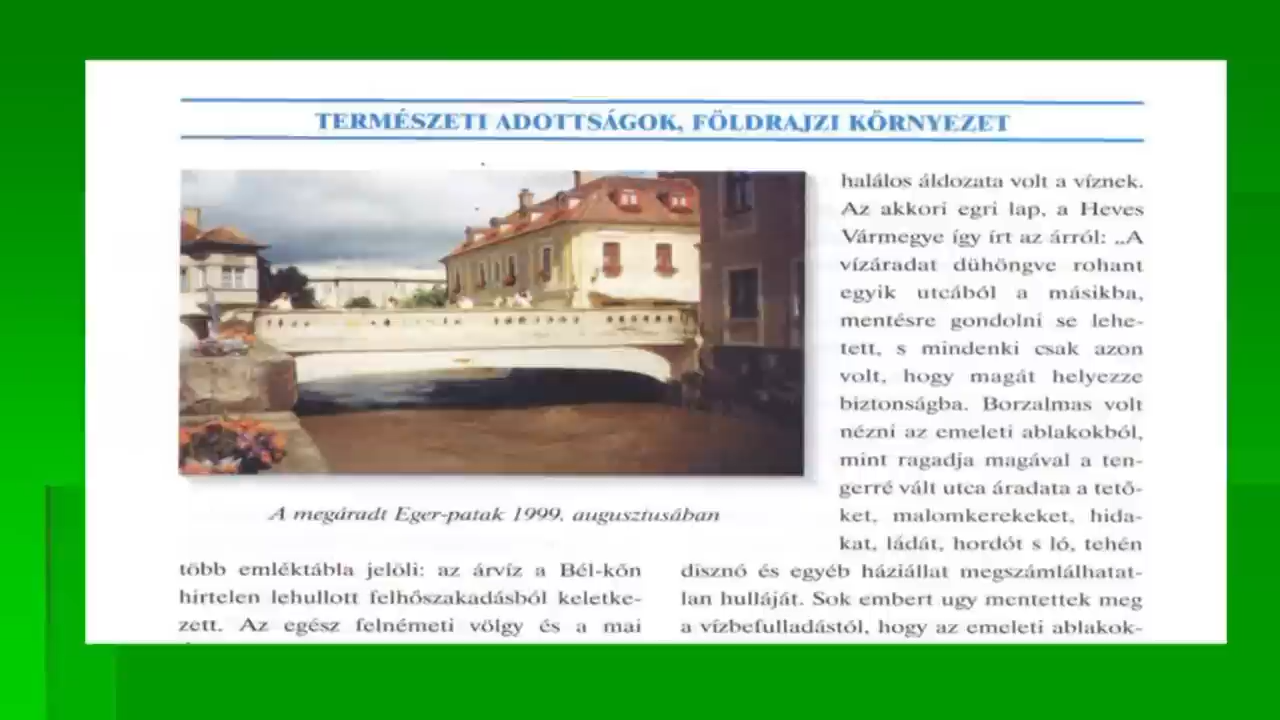 TERMÉSZETI ADOTTSÁGOK, FÖLDRAJZI KÖRNYEZET
A megáradt Eger-patak 1999. augusztusában
több emléktábla jelöli: az árvíz a Bél-kőn
hirtelen lehullott felhőszakadásból keletke-
zett. Az egész felnémeti völgy és a mai
halálos áldozata volt a víznek.
Az akkori egri lap, a Heves
Vármegye így írt az árról: „A
vízáradat dühöngve rohant
egyik utcából a másikba,
mentésre gondolni se lehe-
tett, s mindenki csak azon
volt, hogy magát helyezze
biztonságba. Borzalmas volt
nézni az emeleti ablakokból,
mint ragadja magával a ten-
gerré vált utca áradata a tető-
ket, malomkerekeket, hida-
kat, ládát, hordót s ló, tehén
disznó és egyéb háziállat megszámlálhatat-
lan hulláját. Sok embert ugy mentettek meg
a vízbefulladástól, hogy az emeleti ablakok-